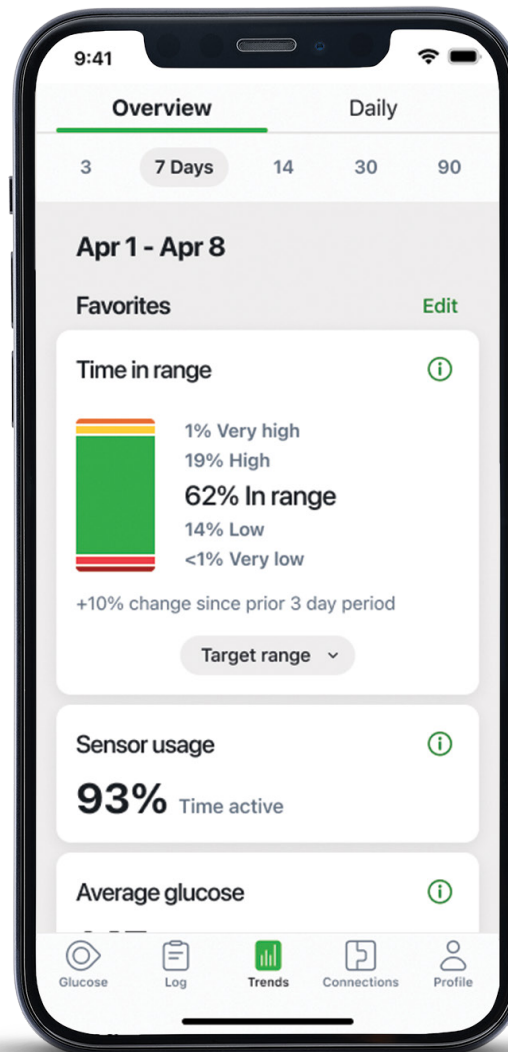 9:41
Overview Daily
3 7 Days 14 30 90
Apr 1 - Apr 8
Favorites Edit
Time in range
1% Very high
19% High
62% In range
14% Low
<1% Very low
+10% change since prior 3 day period
Target range
Sensor usage
93% Time active
Average glucose
Glucose Log Trends Connections Profile